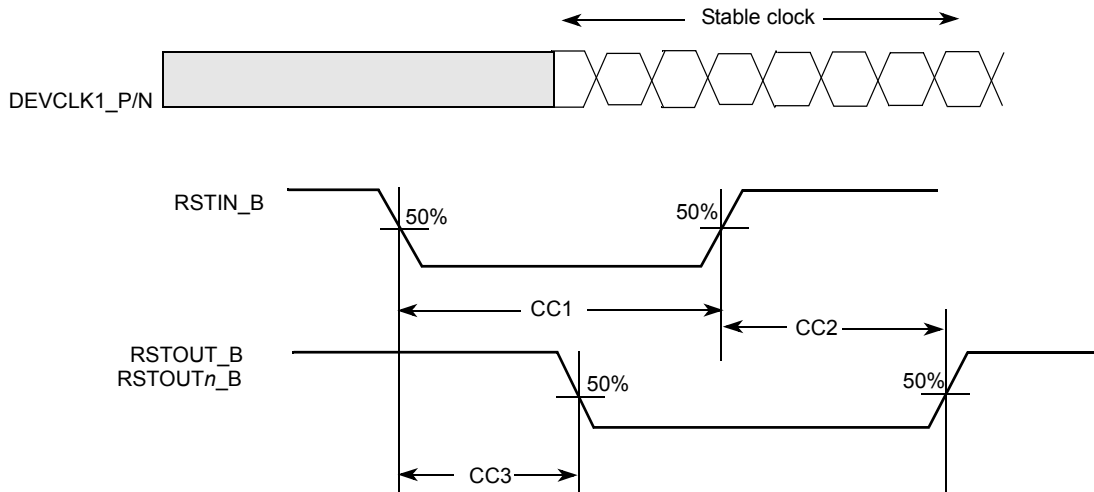 Stable clock
DEVCLK1_P/N
RSTIN_B
50%
50%
CC1
CC2
RSTOUT_B
RSTOUTn_B
50%
50%
CC3